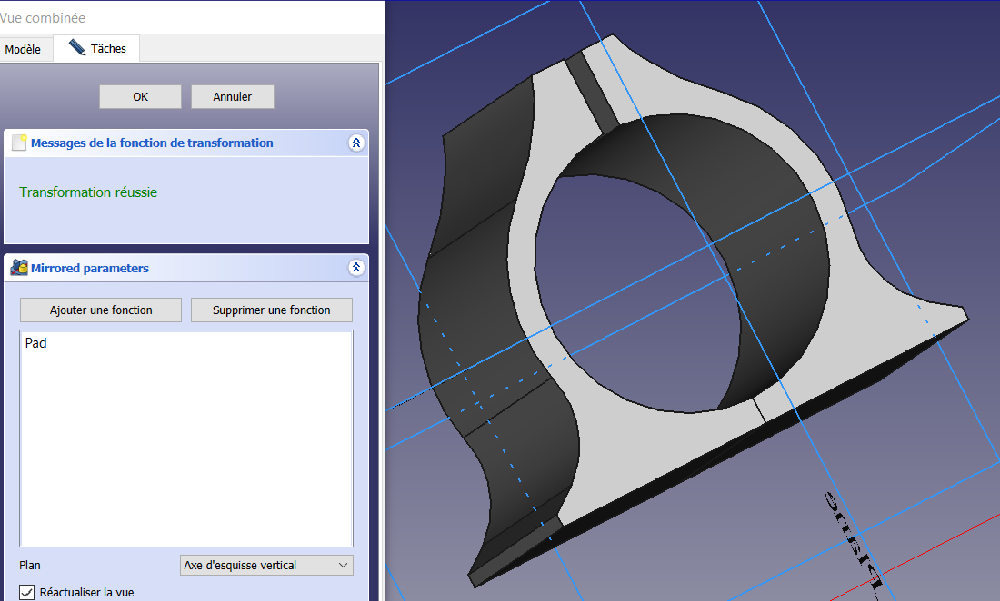 Vue combinée
Modèle
Tâches
OK
Annuler
Messages de la fonction de transformation
Transformation réussie
Mirrored parameters
Ajouter une fonction
Supprimer une fonction
Pad
Plan
Axe d'esquisse vertical
Réactualiser la vue